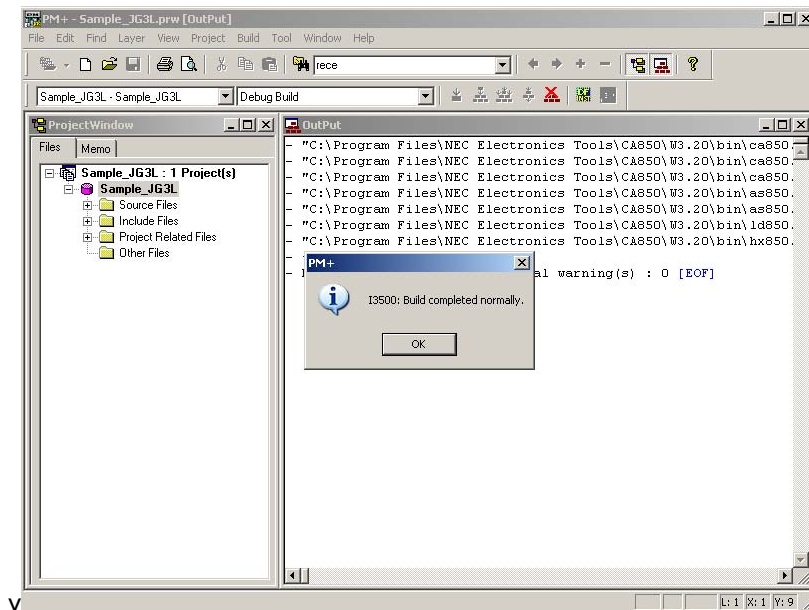 PM+ - Sample_JG3L.prw [OutPut]
File Edit Find Layer View Project Build Tool Window Help
rece
Sample_JG3L - Sample_JG3L
Debug Build
ProjectWindow
Files Memo
Sample_JG3L : 1 Project(s)
Sample_JG3L
Source Files
Include Files
Project Related Files
Other Files
OutPut
- "C:\Program Files\NEC Electronics Tools\CA850\W3.20\bin\ca850.
- "C:\Program Files\NEC Electronics Tools\CA850\W3.20\bin\ca850.
- "C:\Program Files\NEC Electronics Tools\CA850\W3.20\bin\ca850.
- "C:\Program Files\NEC Electronics Tools\CA850\W3.20\bin\as850.
- "C:\Program Files\NEC Electronics Tools\CA850\W3.20\bin\as850.
- "C:\Program Files\NEC Electronics Tools\CA850\W3.20\bin\ld850.
- "C:\Program Files\NEC Electronics Tools\CA850\W3.20\bin\hx850.
al warning(s) : 0 [EOF]
PM+
I3500: Build completed normally.
OK
L: 1 X: 1 Y: 9
v